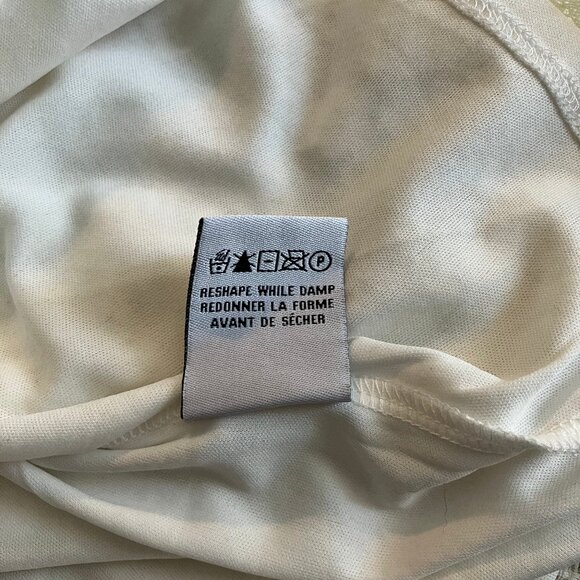 P
RESHAPE WHILE DAMP
REDONNER LA FORME
AVANT DE SÉCHER